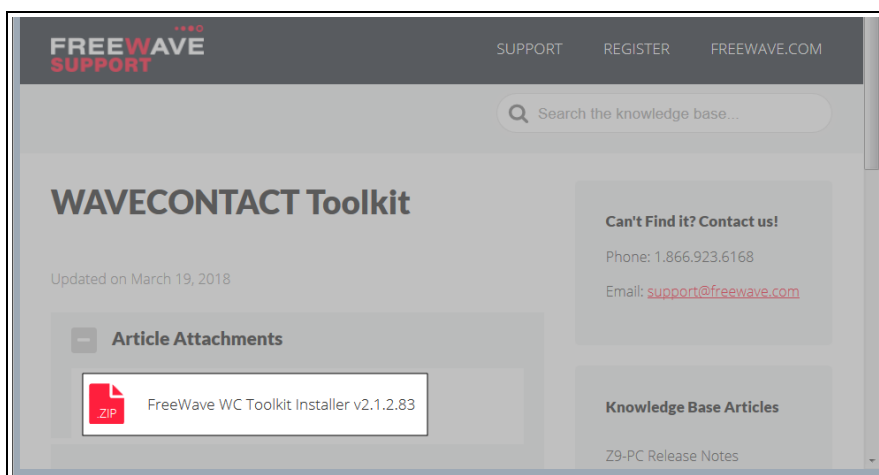 FREEWAVE
SUPPORT
SUPPORT REGISTER FREEWAVE.COM
Search the knowledge base...
WAVECONTACT Toolkit
Updated on March 19, 2018
Article Attachments
.ZIP
FreeWave WC Toolkit Installer v2.1.2.83
Can't Find it? Contact us!
Phone: 1.866.923.6168
Email: support@freewave.com
Knowledge Base Articles
Z9-PC Release Notes